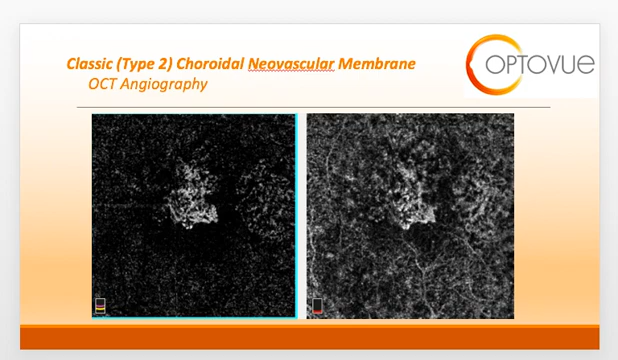 Classic (Type 2) Choroidal Neovascular Membrane
OCT Angiography
OPTOVUE